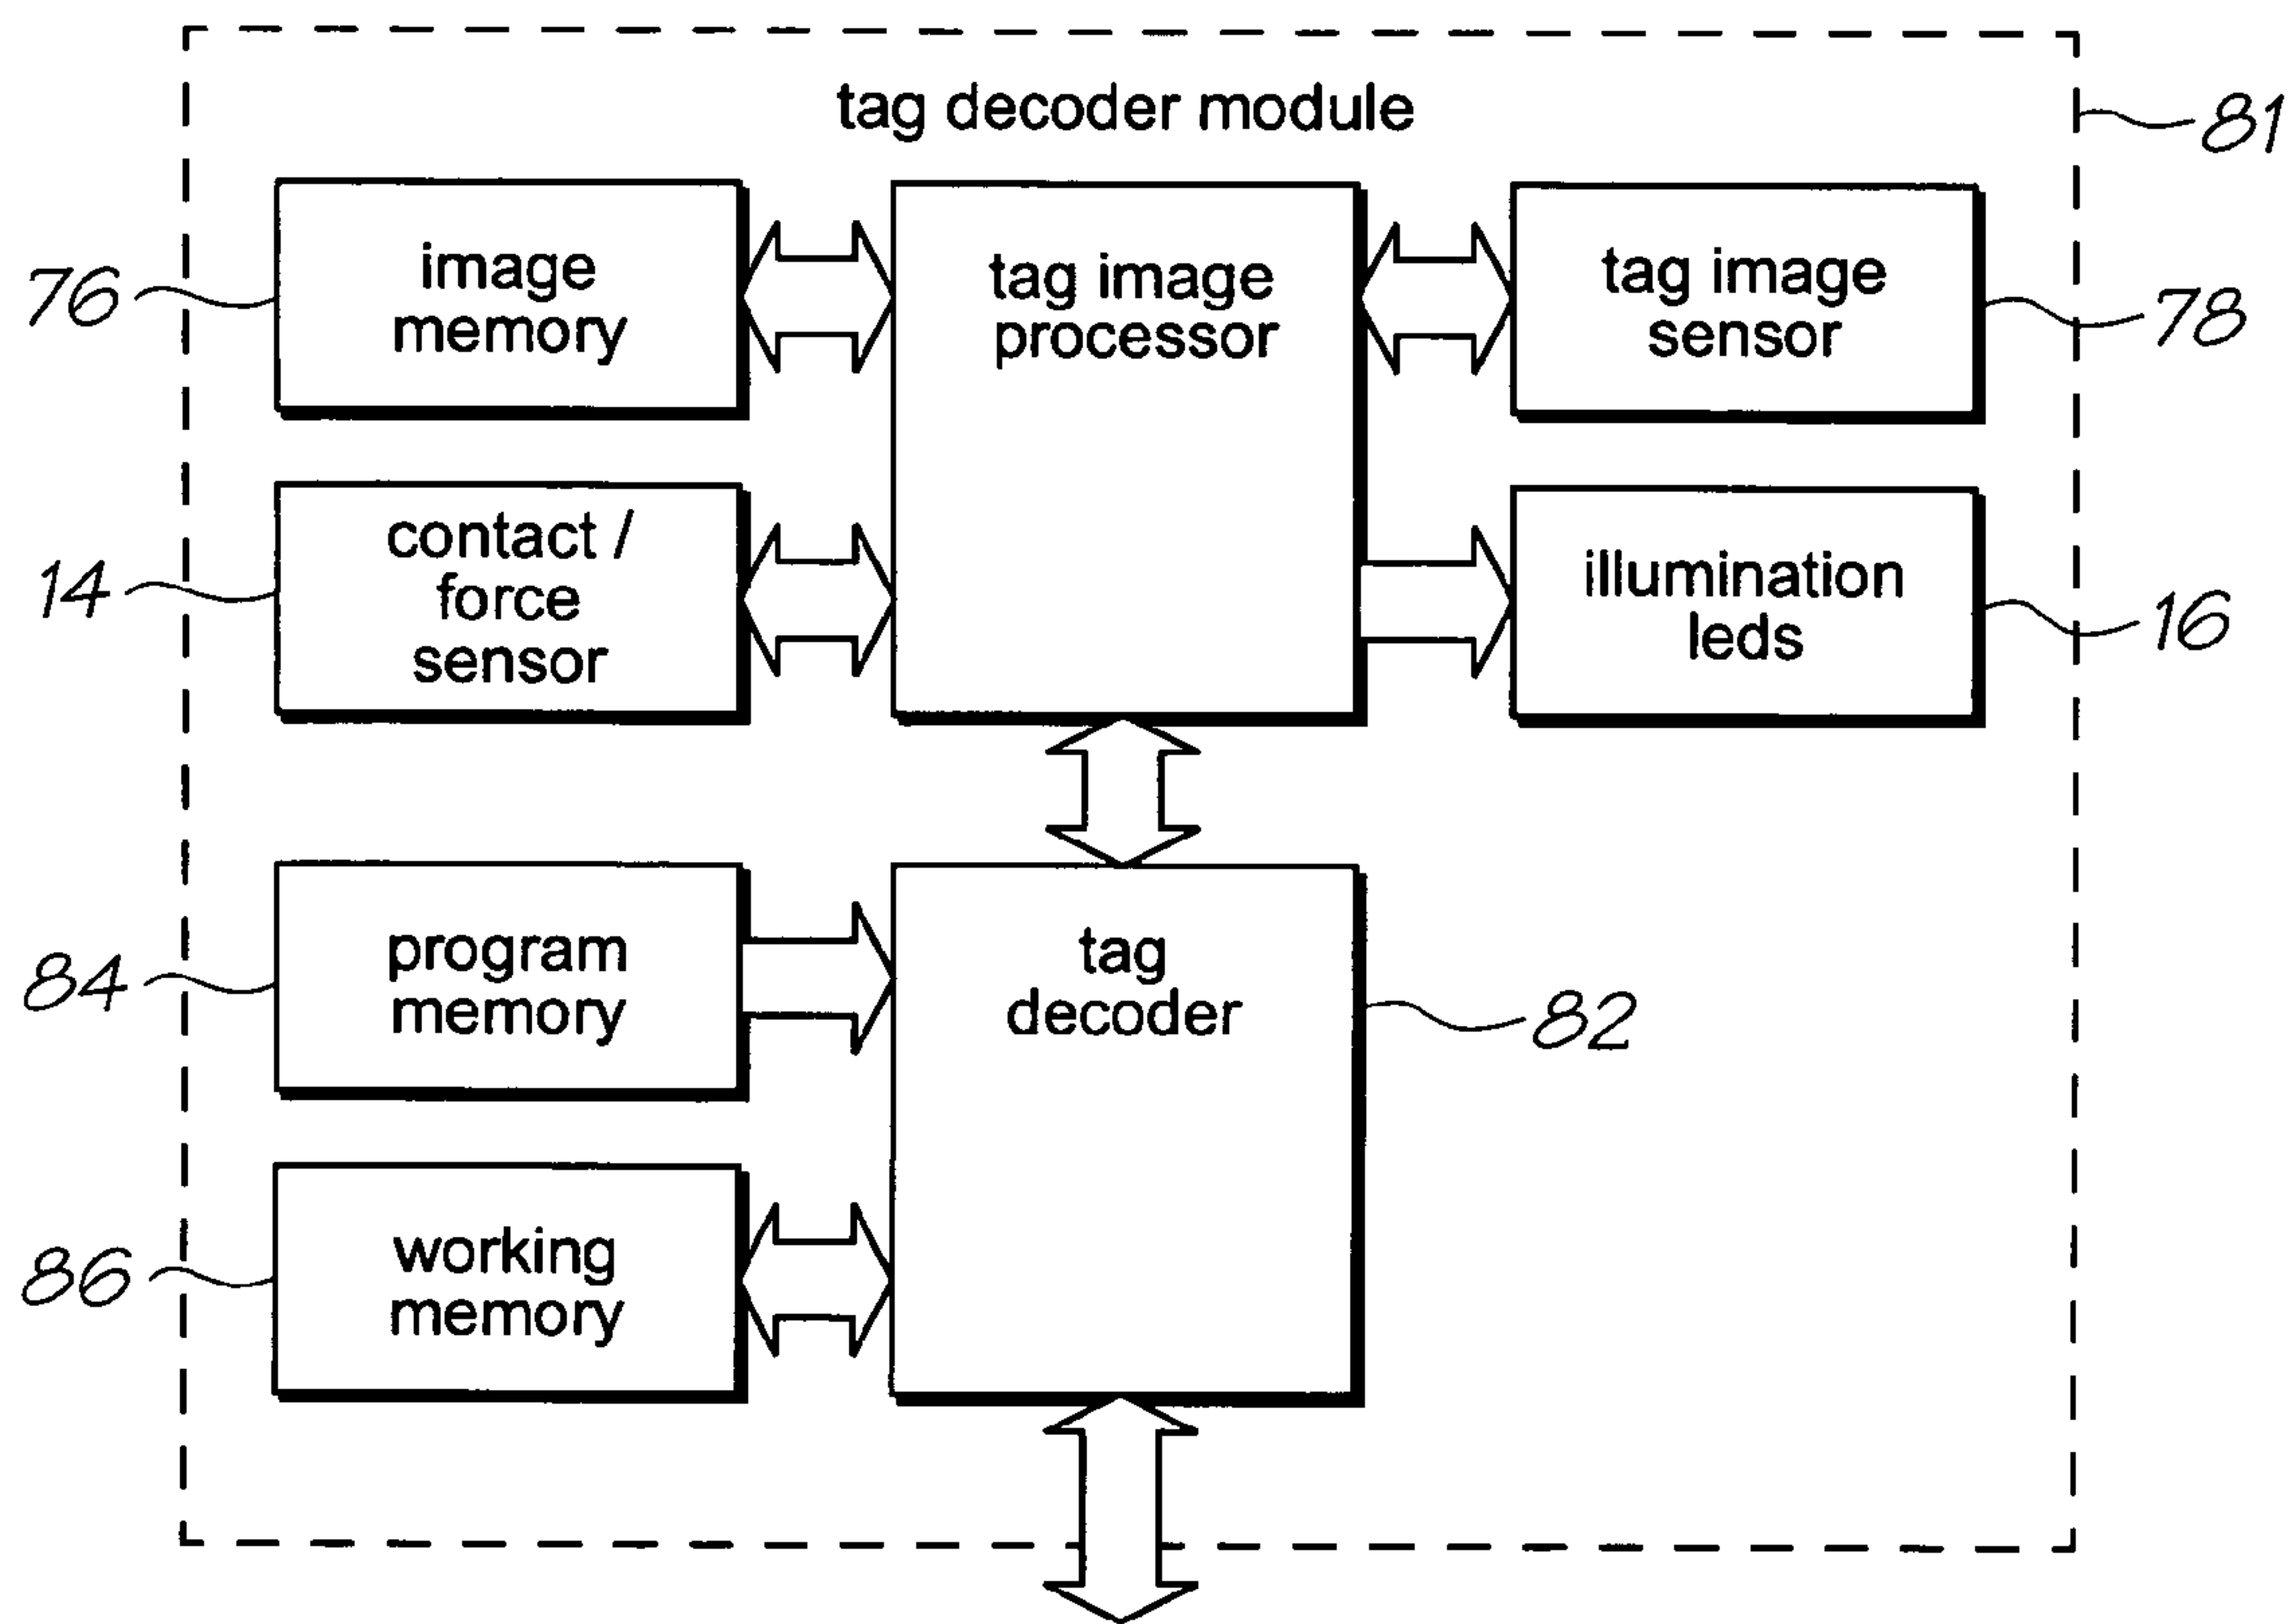 tag decoder module
81
76
image
memory
tag image
processor
tag image
sensor
78
14
contact /
force
sensor
illumination
leds
16
84
program
memory
tag
decoder
82
86
working
memory